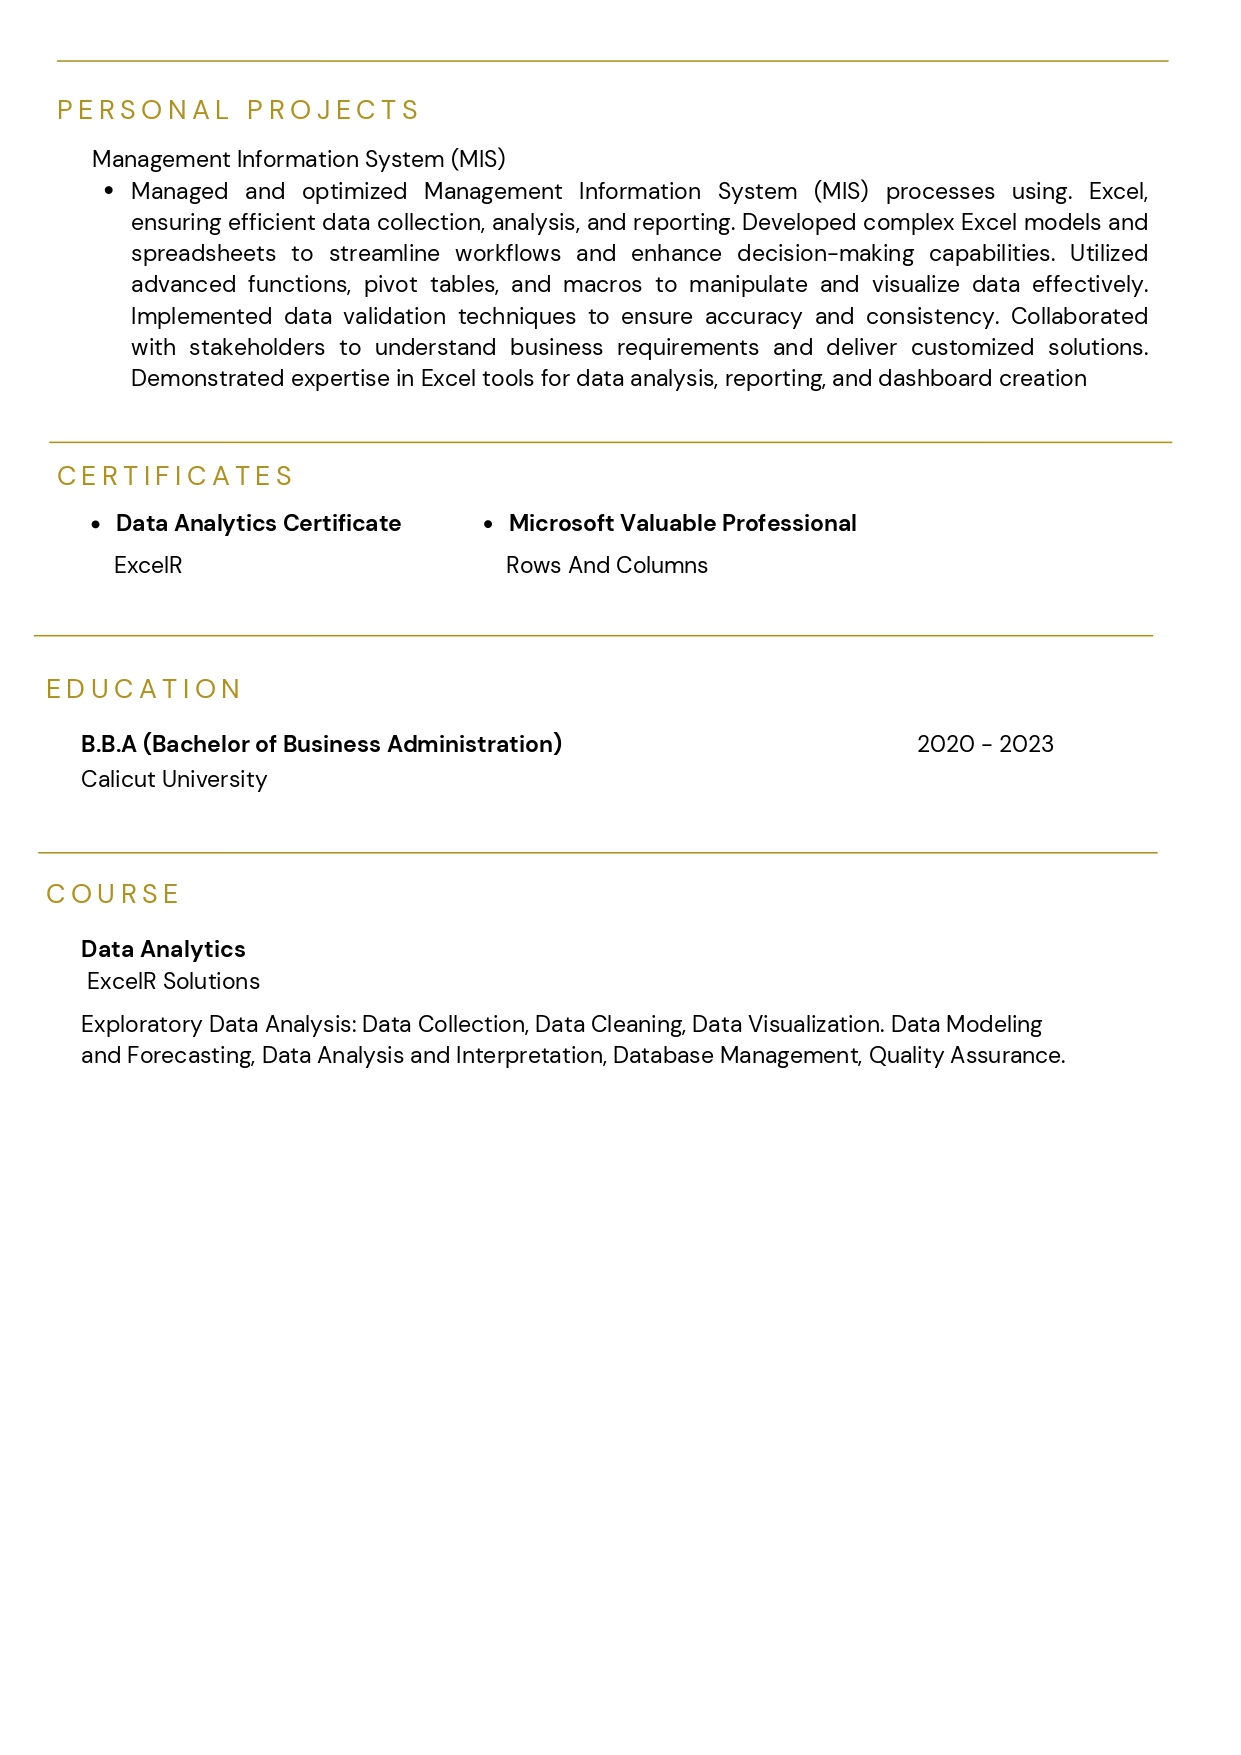 PERSONAL PROJECTS
Management Information System (MIS)
• Managed and optimized Management Information System (MIS) processes using. Excel,
ensuring efficient data collection, analysis, and reporting. Developed complex Excel models and
spreadsheets to streamline workflows and enhance decision-making capabilities. Utilized
advanced functions, pivot tables, and macros to manipulate and visualize data effectively.
Implemented data validation techniques to ensure accuracy and consistency. Collaborated
with stakeholders to understand business requirements and deliver customized solutions.
Demonstrated expertise in Excel tools for data analysis, reporting, and dashboard creation
CERTIFICATES
• Data Analytics Certificate
ExcelR
• Microsoft Valuable Professional
Rows And Columns
EDUCATION
B.B.A (Bachelor of Business Administration) 2020 - 2023
Calicut University
COURSE
Data Analytics
ExcelR Solutions
Exploratory Data Analysis: Data Collection, Data Cleaning, Data Visualization. Data Modeling
and Forecasting, Data Analysis and Interpretation, Database Management, Quality Assurance.